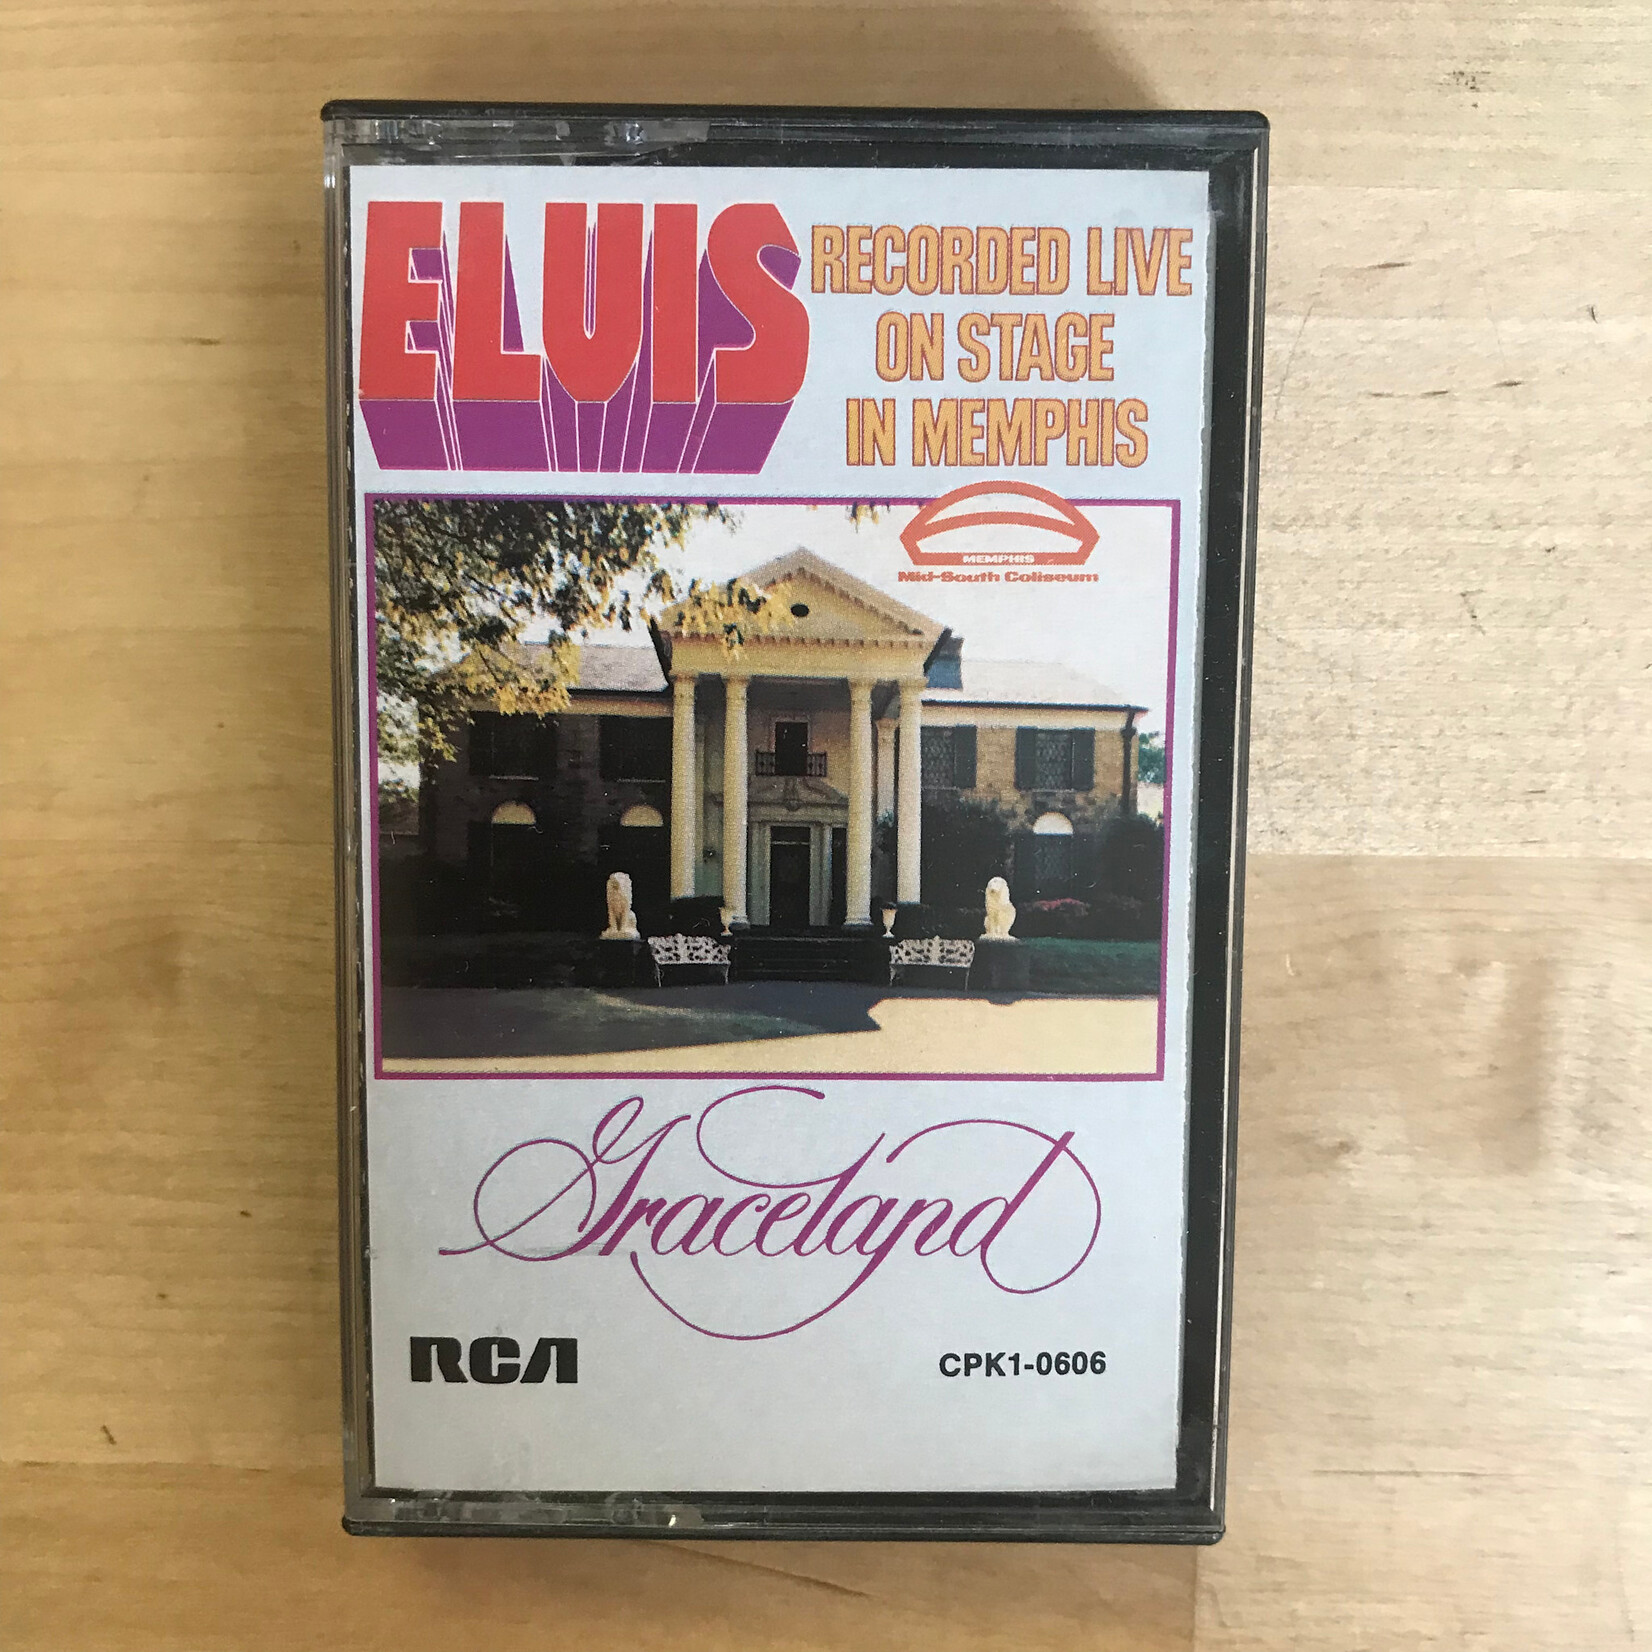 ELVIS
RECORDED LIVE
ON STAGE
IN MEMPHIS
MEMPHIS
Mid-South Coliseum
Graceland
RCA
CPK1-0606